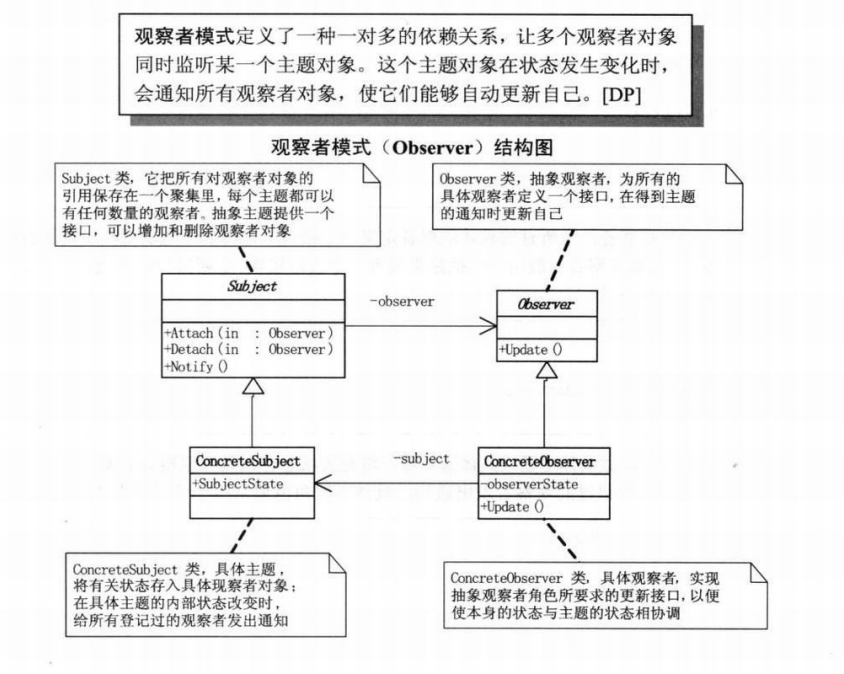 观察者模式定义了一种一对多的依赖关系，让多个观察者对象
同时监听某一个主题对象。这个主题对象在状态发生变化时，
会通知所有观察者对象，使它们能够自动更新自己。[DP]
观察者模式（Observer）结构图
Subject 类，它把所有对观察者对象的
引用保存在一个聚集里，每个主题都可以
有任何数量的观察者。抽象主题提供一个
接口，可以增加和删除观察者对象
Observer 类，抽象观察者，为所有的
具体观察者定义一个接口，在得到主题
的通知时更新自己
Subject
+Attach(in : Observer)
+Detach(in : Observer)
+Notify()
-observer
Observer
+Update()
ConcreteSubject
+SubjectState
-subject
ConcreteObserver
-observerState
+Update()
ConcreteSubject 类，具体主题，
将有关状态存入具体现察者对象；
在具体主题的内部状态改变时，
给所有登记过的观察者发出通知
ConcreteObserver 类，具体观察者，实现
抽象观察者角色所要求的更新接口，以便
使本身的状态与主题的状态相协调